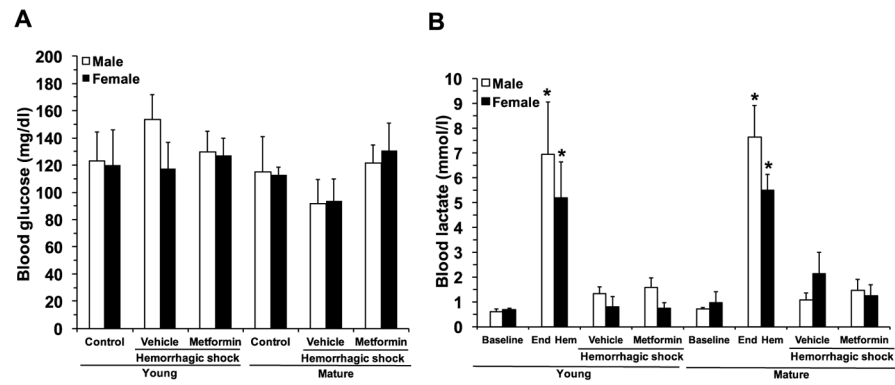 A
Male
Female
Blood glucose (mg/dl)
200
180
160
140
120
100
80
60
40
20
0
Control Vehicle Metformin Control Vehicle Metformin
Hemorrhagic shock Hemorrhagic shock
Young Mature
B
Male
Female
Blood lactate (mmol/l)
10
9
8
7
6
5
4
3
2
1
0
* * * *
Baseline End Hem Vehicle Metformin Baseline End Hem Vehicle Metformin
Hemorrhagic shock Hemorrhagic shock
Young Mature